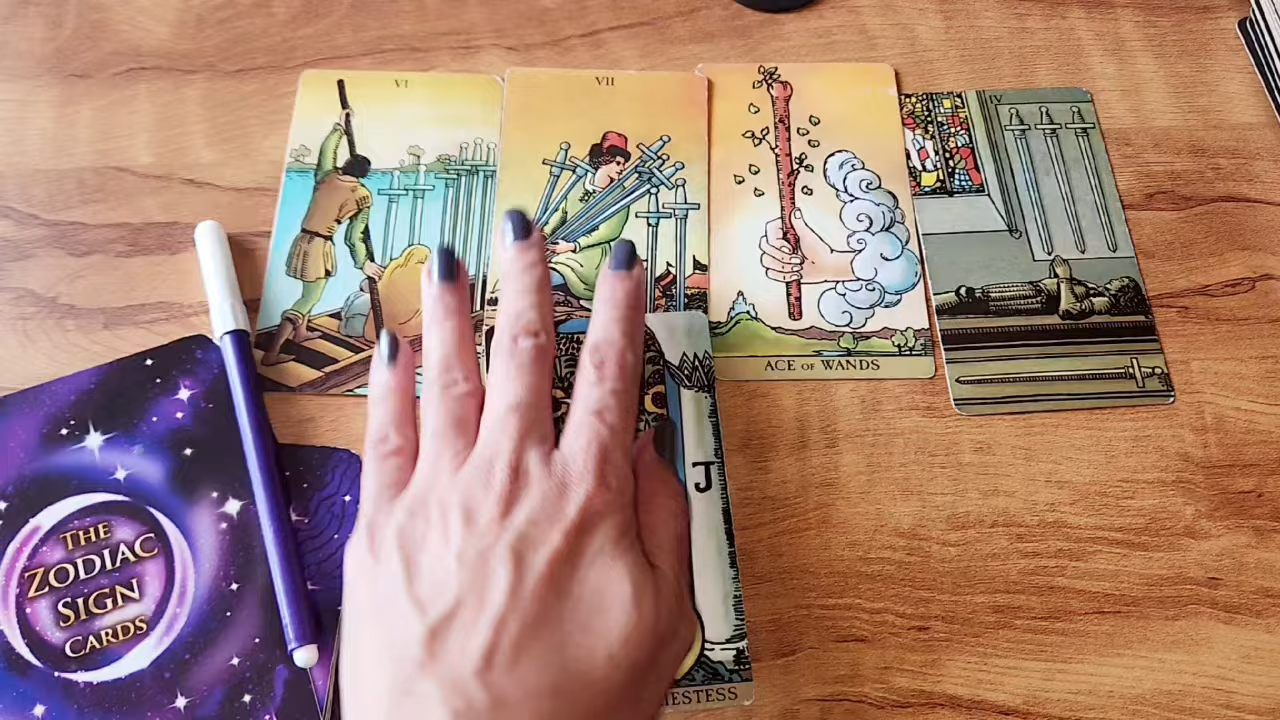 VI
VII
IV
ACE OF WANDS
J
IESTESS
THE
ZODIAC
SIGN
CARDS